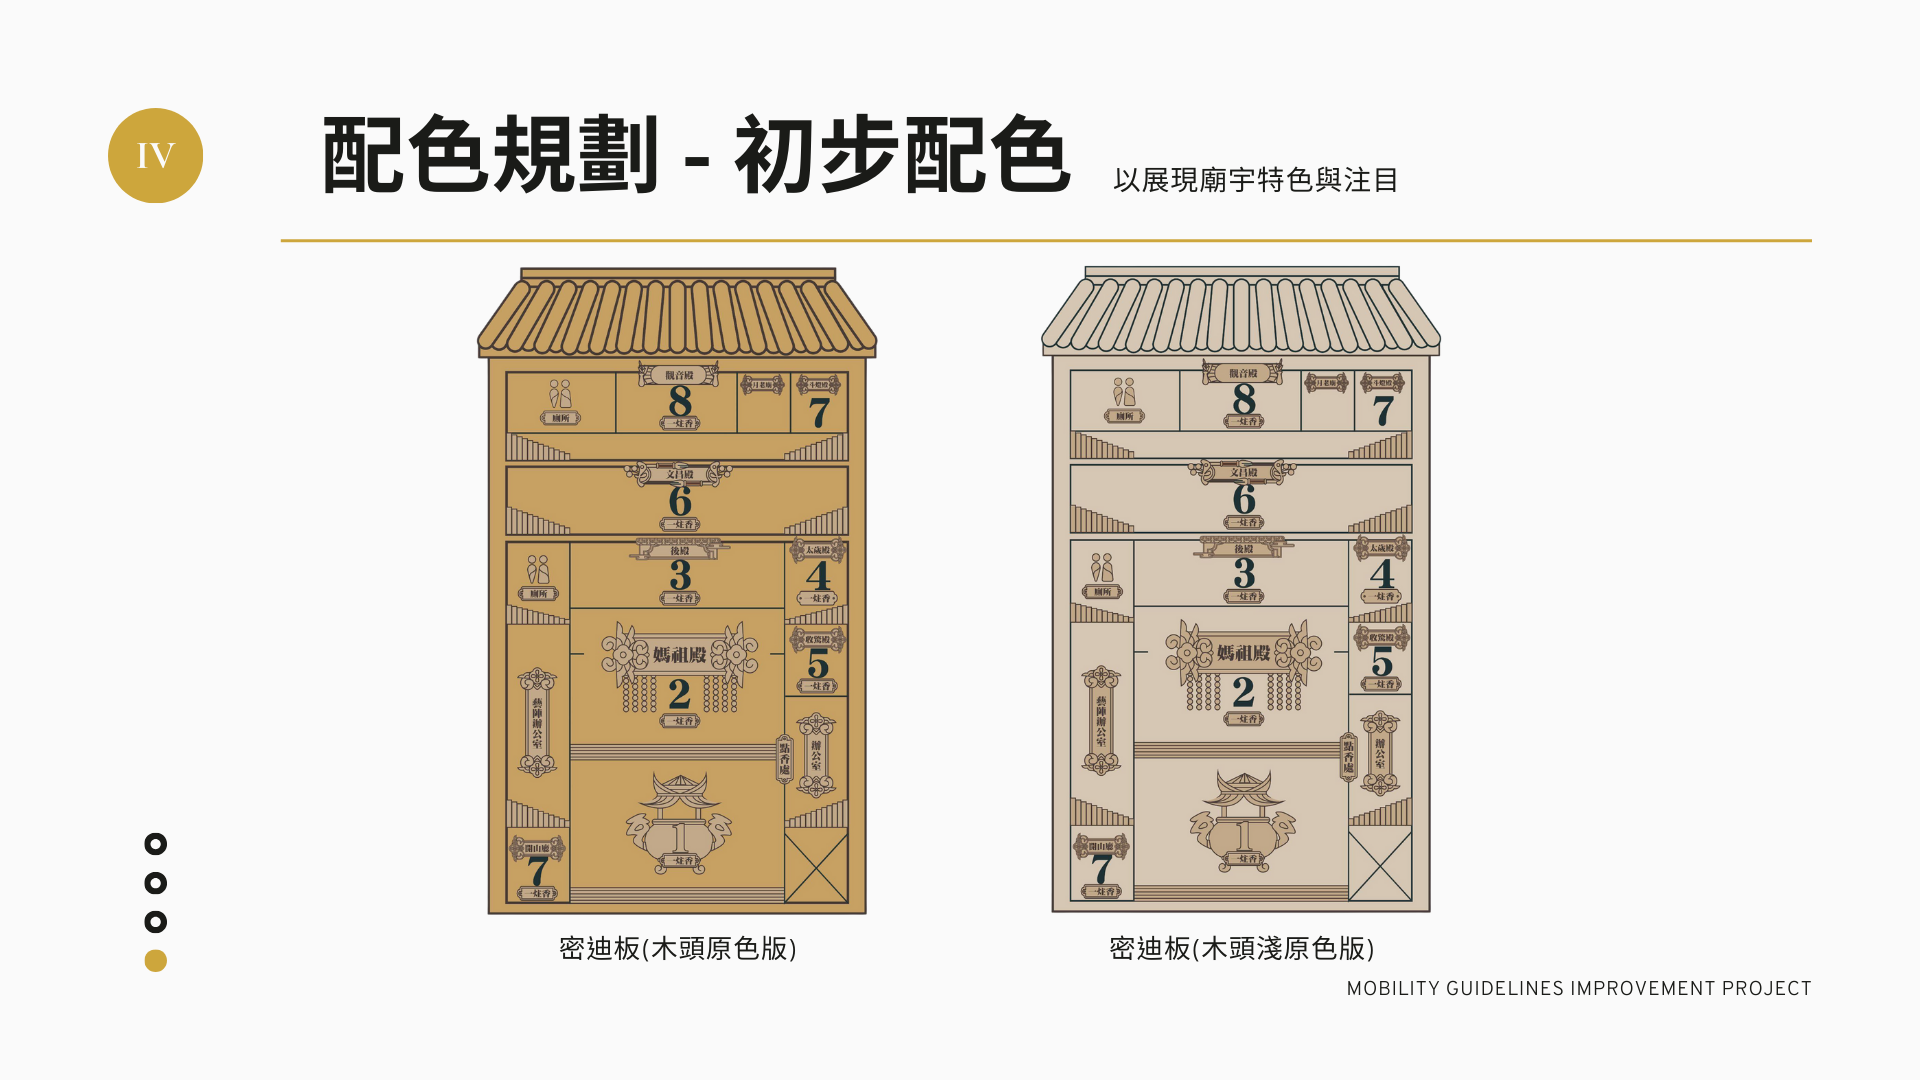 IV
配色規劃 - 初步配色
以展現廟宇特色與注目
觀音殿
8
一炷香
月老廟
斗燈殿
7
廁所
文昌殿
6
一炷香
後殿
3
一炷香
太歲殿
4
一炷香
廁所
媽祖殿
2
一炷香
收驚殿
5
一炷香
藝陣辦公室
點香處
辦公室
1
一炷香
開山廳
7
一炷香
密迪板(木頭原色版)
觀音殿
8
一炷香
月老廟
斗燈殿
7
廁所
文昌殿
6
一炷香
後殿
3
一炷香
太歲殿
4
一炷香
廁所
媽祖殿
2
一炷香
收驚殿
5
一炷香
藝陣辦公室
點香處
辦公室
1
一炷香
開山廳
7
一炷香
密迪板(木頭淺原色版)
MOBILITY GUIDELINES IMPROVEMENT PROJECT